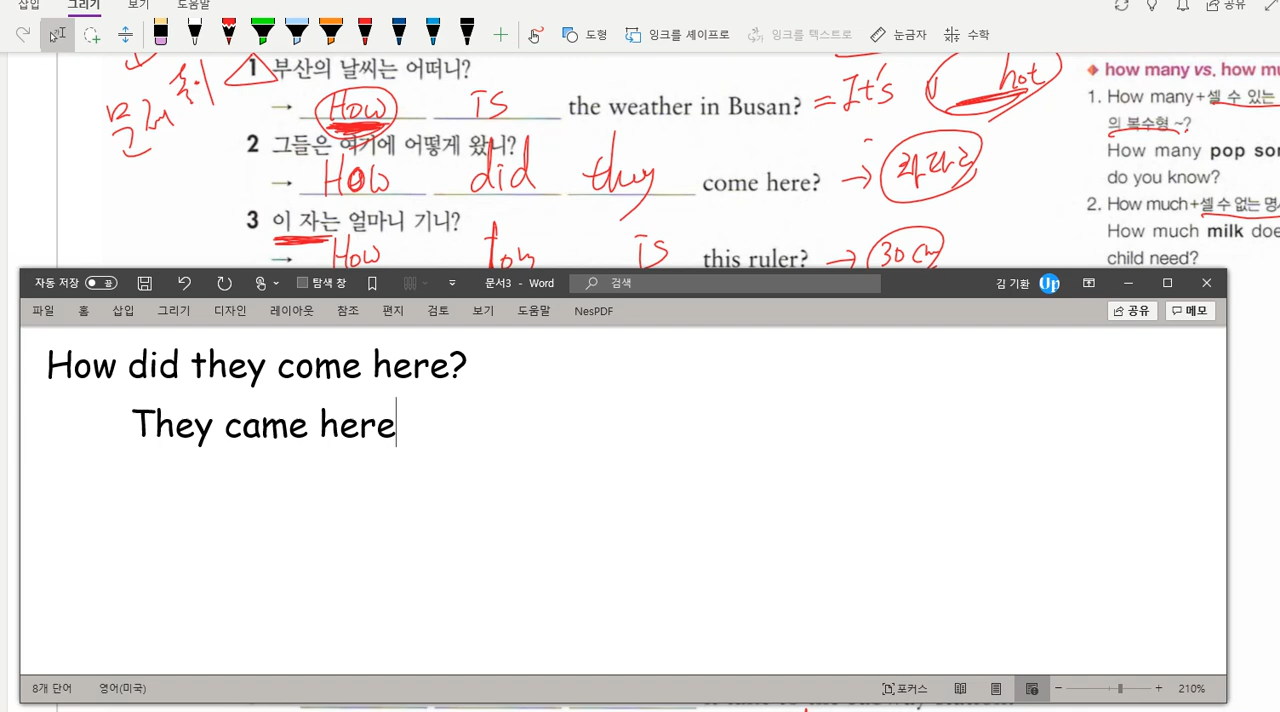 삽입 그리기 보기 도움말 공유
도형 잉크를 셰이프로 잉크를 텍스트로 눈금자 수학
1 부산의 날씨는 어떠니?
→ How is the weather in Busan? = It's hot
2 그들은 여기에 어떻게 왔니?
→ How did they come here? →
3 이 자는 얼마니 기니?
→ How is this ruler? → 30cm
◆ how many vs. how mu
1. How many+셀 수 있는
의 복수형 ~?
How many pop son
do you know?
2. How much+셀 수 없는 명
How much milk doe
child need?
자동 저장 끔 탐색 창 문서3 - Word 검색 김 기환 Up
파일 홈 삽입 그리기 디자인 레이아웃 참조 편지 검토 보기 도움말 NesPDF 공유 메모
How did they come here?
They came here
8개 단어 영어(미국) 포커스 210%